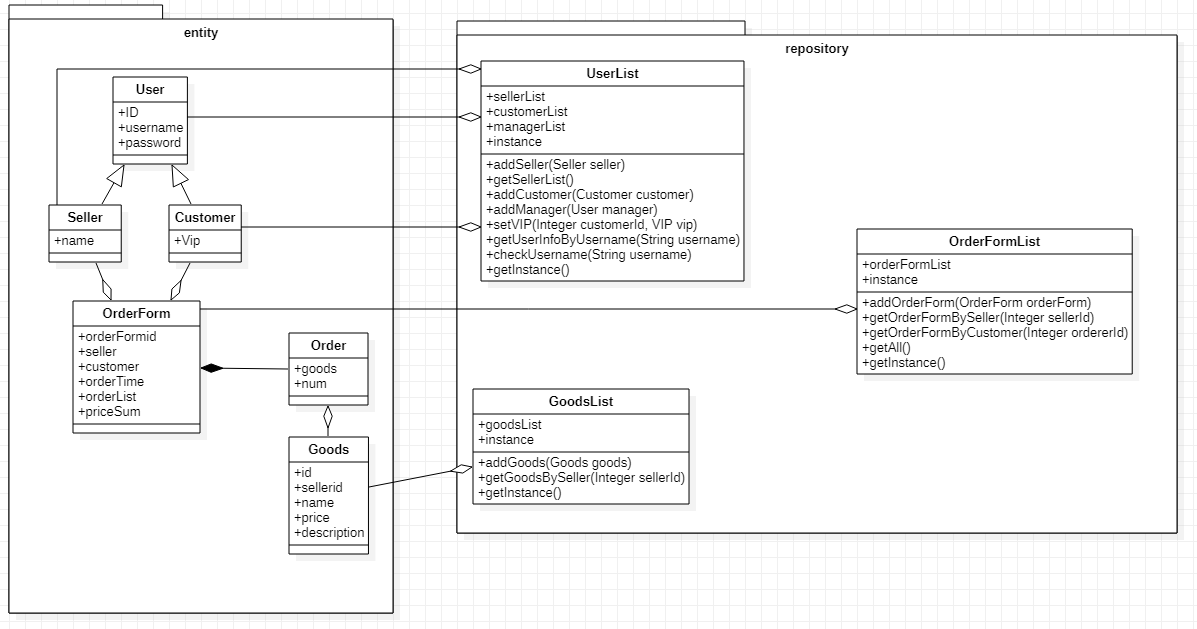 entity
User
+ID
+username
+password
Seller
+name
Customer
+Vip
OrderForm
+orderFormid
+seller
+customer
+orderTime
+orderList
+priceSum
Order
+goods
+num
Goods
+id
+sellerid
+name
+price
+description
repository
UserList
+sellerList
+customerList
+managerList
+instance
+addSeller(Seller seller)
+getSellerList()
+addCustomer(Customer customer)
+addManager(User manager)
+setVIP(Integer customerId, VIP vip)
+getUserInfoByUsername(String username)
+checkUsername(String username)
+getInstance()
OrderFormList
+orderFormList
+instance
+addOrderForm(OrderForm orderForm)
+getOrderFormBySeller(Integer sellerId)
+getOrderFormByCustomer(Integer ordererId)
+getAll()
+getInstance()
GoodsList
+goodsList
+instance
+addGoods(Goods goods)
+getGoodsBySeller(Integer sellerId)
+getInstance()